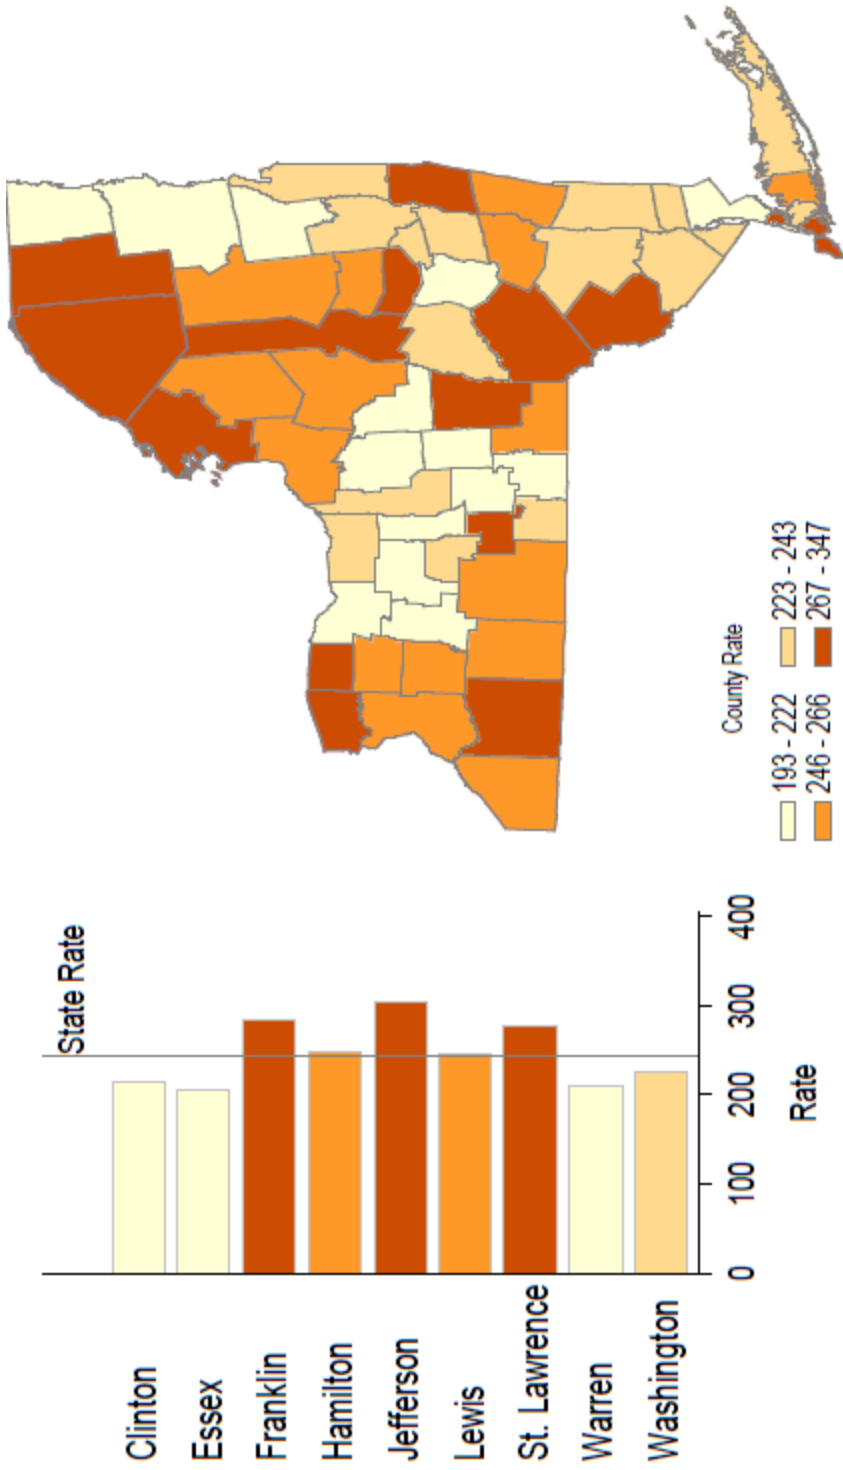 State Rate
Clinton
Essex
Franklin
Hamilton
Jefferson
Lewis
St. Lawrence
Warren
Washington
0 100 200 300 400
Rate
County Rate
193 - 222 223 - 243
246 - 266 267 - 347